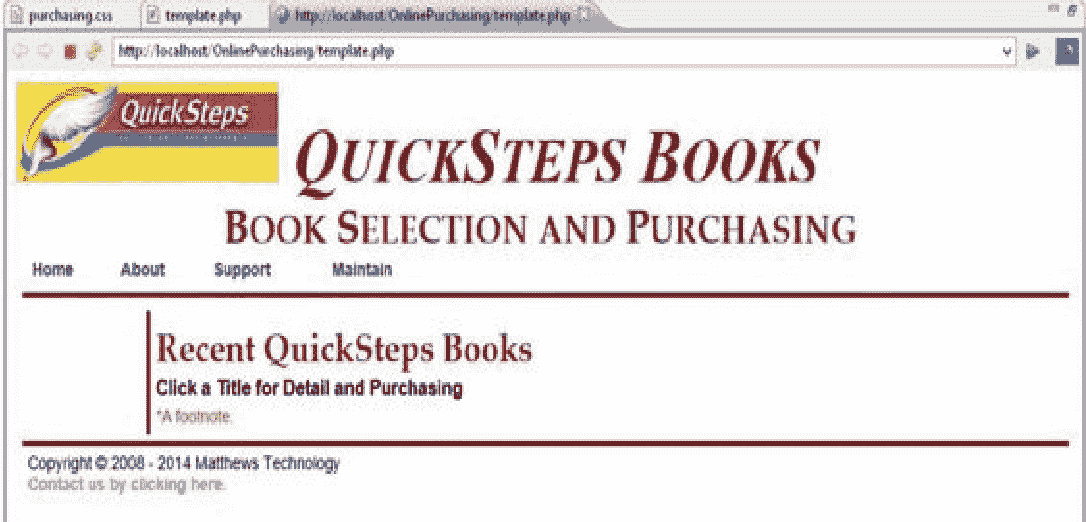 purchasing.css template.php http://localhost/OnlinePurchasing/template.php
http://localhost/OnlinePurchasing/template.php
QuickSteps
QUICKSTEPS BOOKS
BOOK SELECTION AND PURCHASING
Home About Support Maintain
Recent QuickSteps Books
Click a Title for Detail and Purchasing
*A footnote.
Copyright © 2008 - 2014 Matthews Technology
Contact us by clicking here.